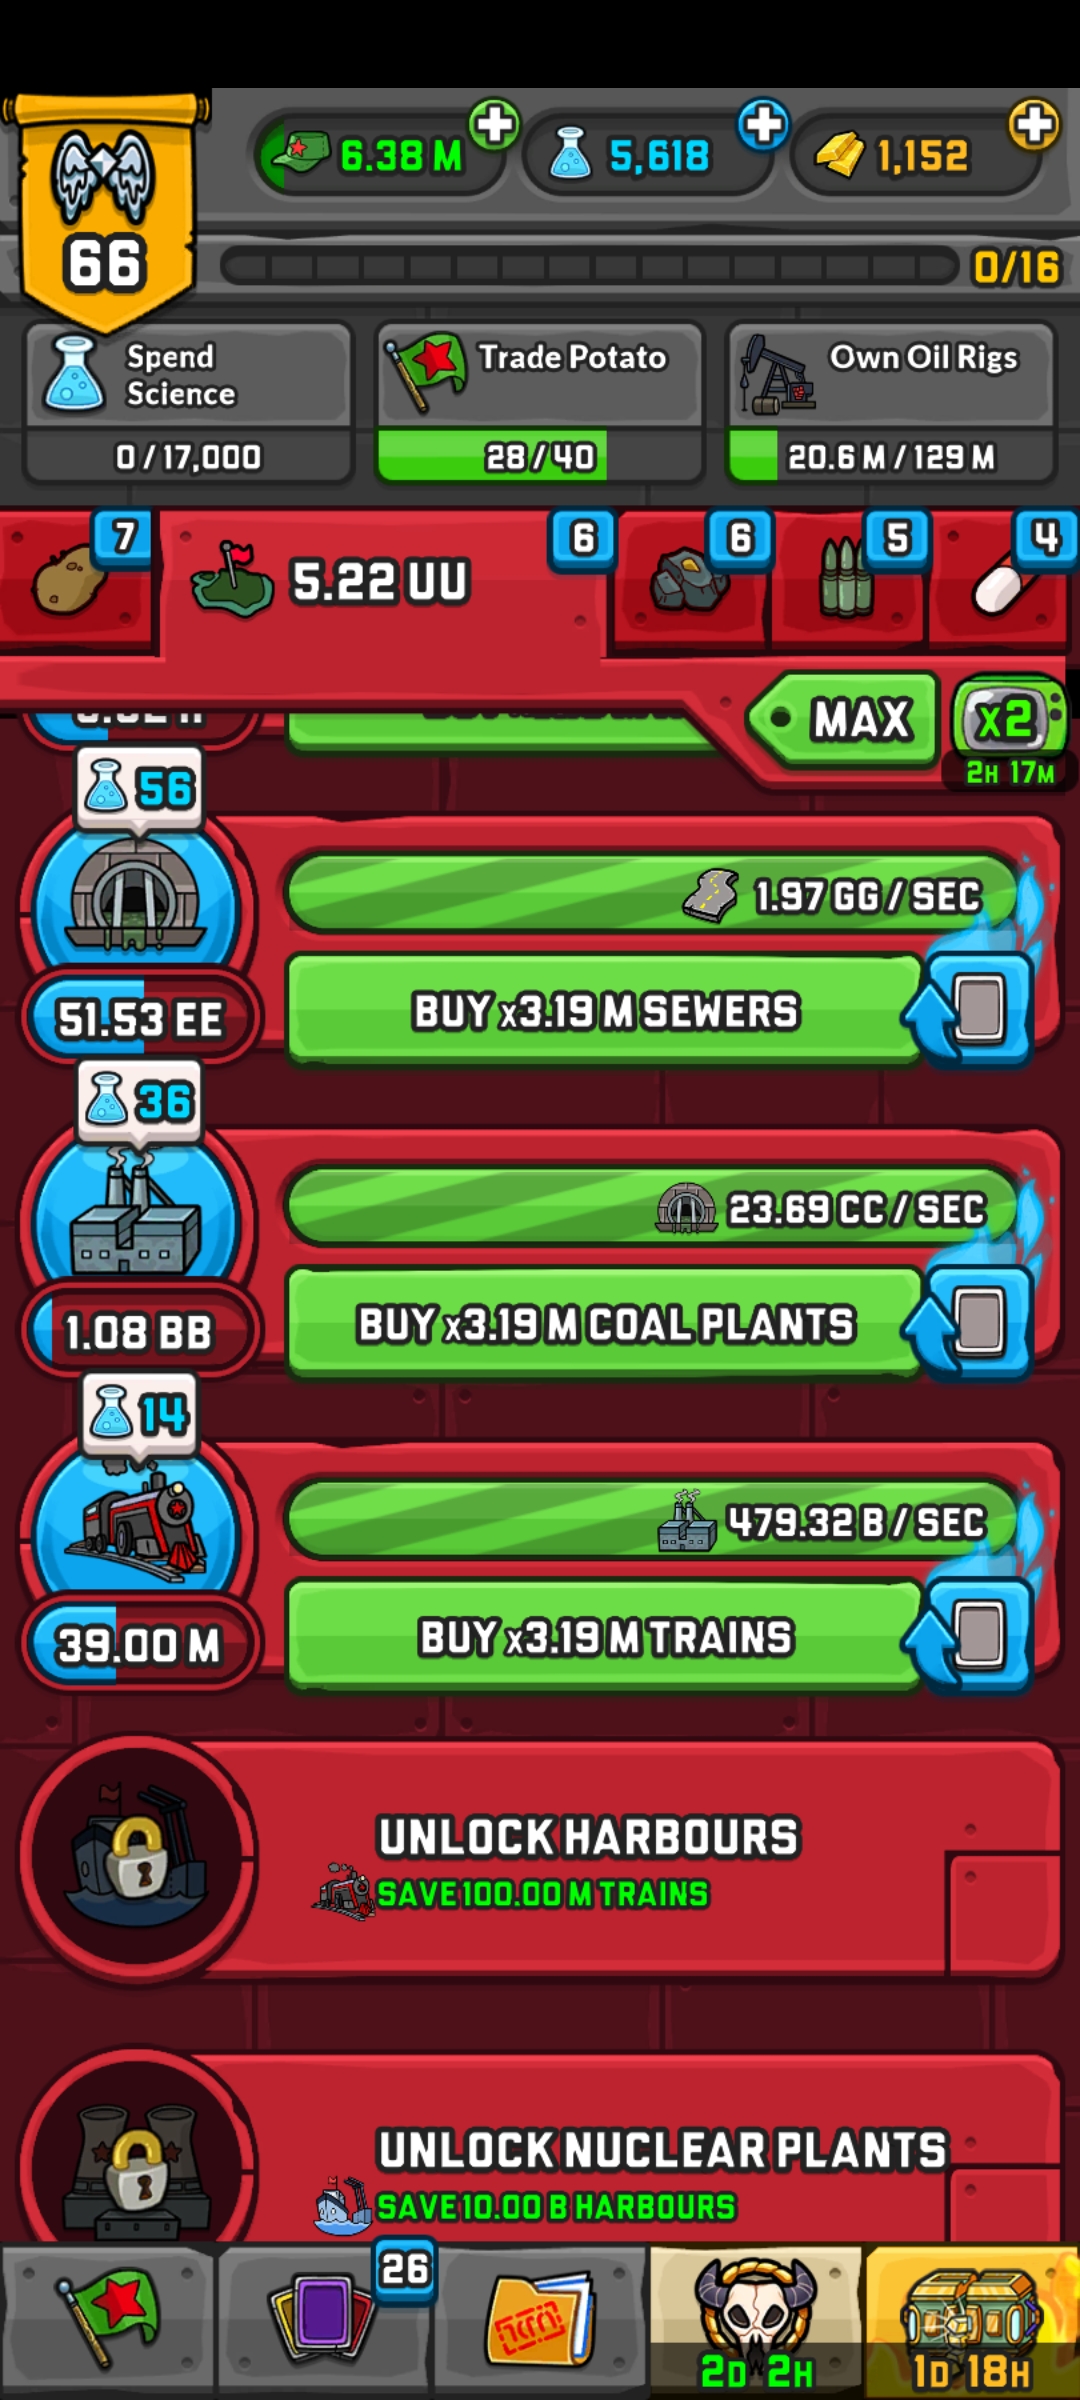 6.38 M
5,618
1,152
66
0/16
Spend
Science
0/17,000
Trade Potato
28/40
Own Oil Rigs
20.6 M/129 M
7
5.22 UU
6
6
5
4
MAX
x2
2H 17M
56
1.97 GG/SEC
51.53 EE
BUY x3.19 M SEWERS
36
23.69 CC/SEC
1.08 BB
BUY x3.19 M COAL PLANTS
14
479.32 B/SEC
39.00 M
BUY x3.19 M TRAINS
UNLOCK HARBOURS
SAVE 100.00 M TRAINS
UNLOCK NUCLEAR PLANTS
SAVE 10.00 B HARBOURS
26
2D 2H
1D 18H